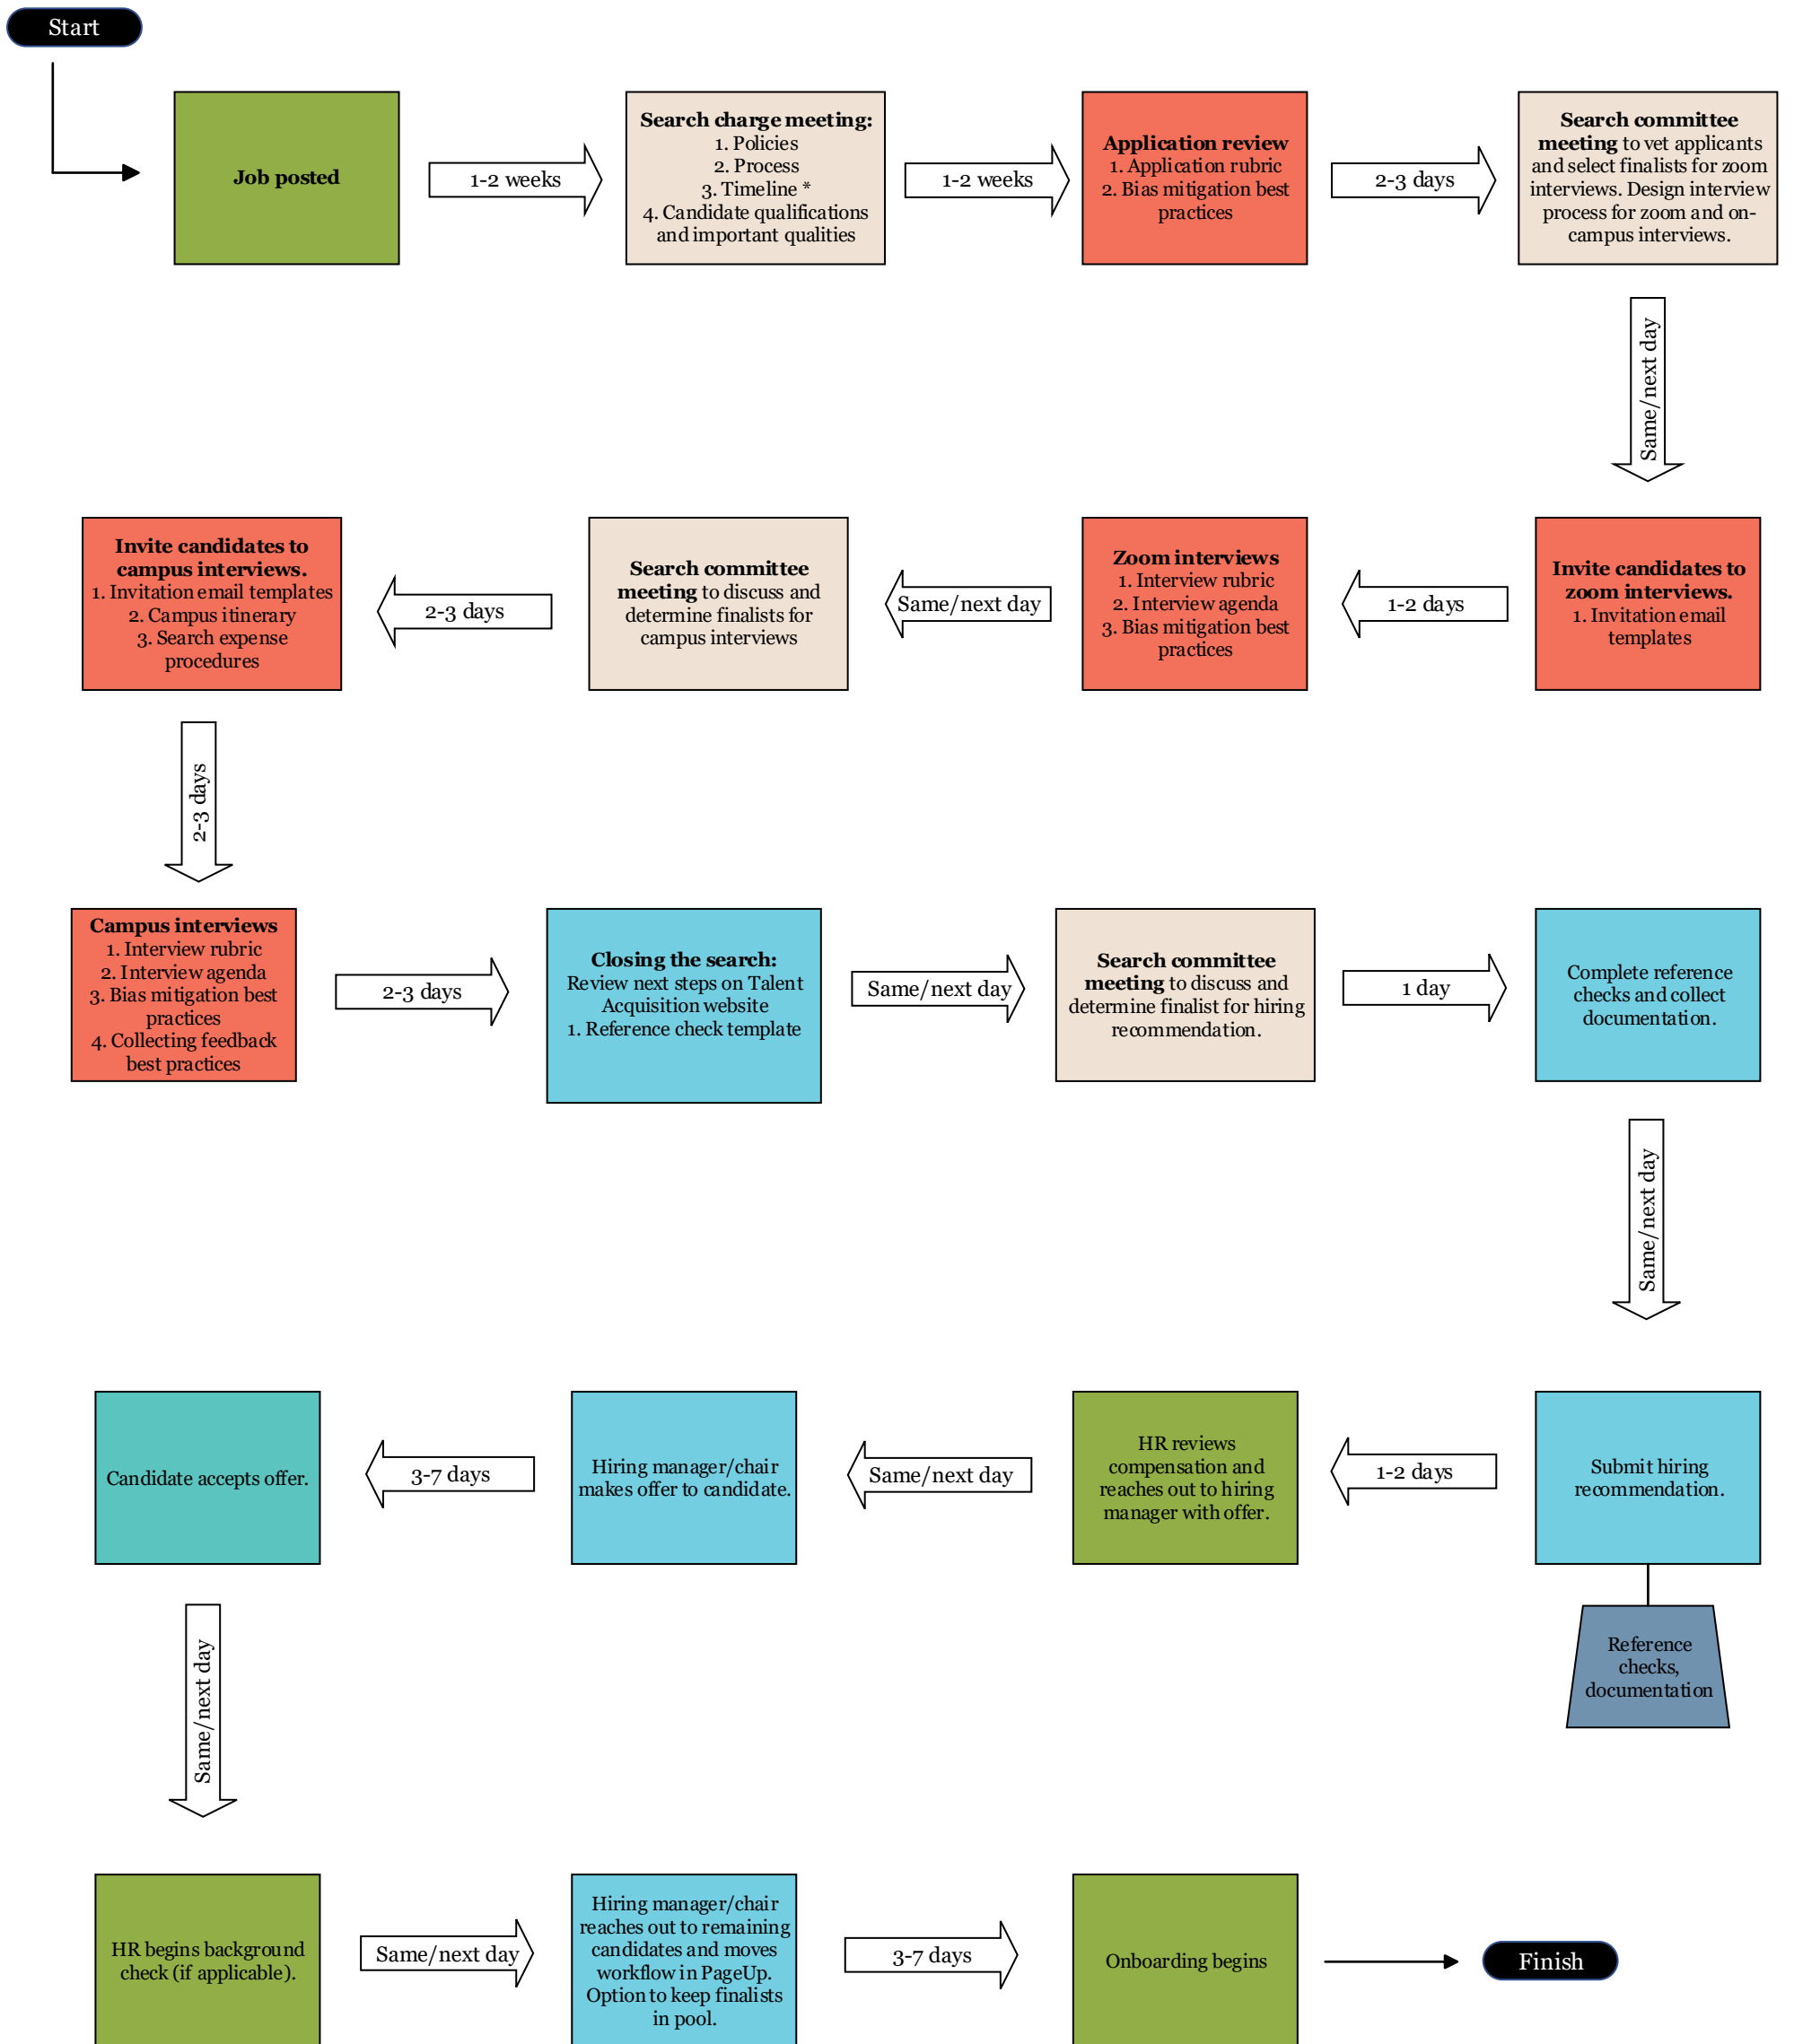 Start
Job posted
1-2 weeks
Search charge meeting:
1. Policies
2. Process
3. Timeline *
4. Candidate qualifications
and important qualities
1-2 weeks
Application review
1. Application rubric
2. Bias mitigation best
practices
2-3 days
Search committee
meeting to vet applicants
and select finalists for zoom
interviews. Design interview
process for zoom and on-
campus interviews.
Same/next day
Invite candidates to
zoom interviews.
1. Invitation email
templates
1-2 days
Zoom interviews
1. Interview rubric
2. Interview agenda
3. Bias mitigation best
practices
Same/next day
Search committee
meeting to discuss and
determine finalists for
campus interviews
2-3 days
Invite candidates to
campus interviews.
1. Invitation email templates
2. Campus itinerary
3. Search expense
procedures
2-3 days
Campus interviews
1. Interview rubric
2. Interview agenda
3. Bias mitigation best
practices
4. Collecting feedback
best practices
2-3 days
Closing the search:
Review next steps on Talent
Acquisition website
1. Reference check template
Same/next day
Search committee
meeting to discuss and
determine finalist for hiring
recommendation.
1 day
Complete reference
checks and collect
documentation.
Same/next day
Submit hiring
recommendation.
Reference
checks,
documentation
1-2 days
HR reviews
compensation and
reaches out to hiring
manager with offer.
Same/next day
Hiring manager/chair
makes offer to candidate.
3-7 days
Candidate accepts offer.
Same/next day
HR begins background
check (if applicable).
Same/next day
Hiring manager/chair
reaches out to remaining
candidates and moves
workflow in PageUp.
Option to keep finalists
in pool.
3-7 days
Onboarding begins
Finish